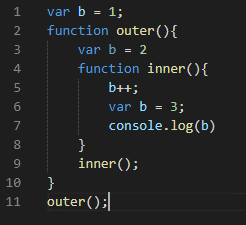 1 var b = 1;
2 function outer(){
3 var b = 2
4 function inner(){
5 b++;
6 var b = 3;
7 console.log(b)
8 }
9 inner();
10 }
11 outer();